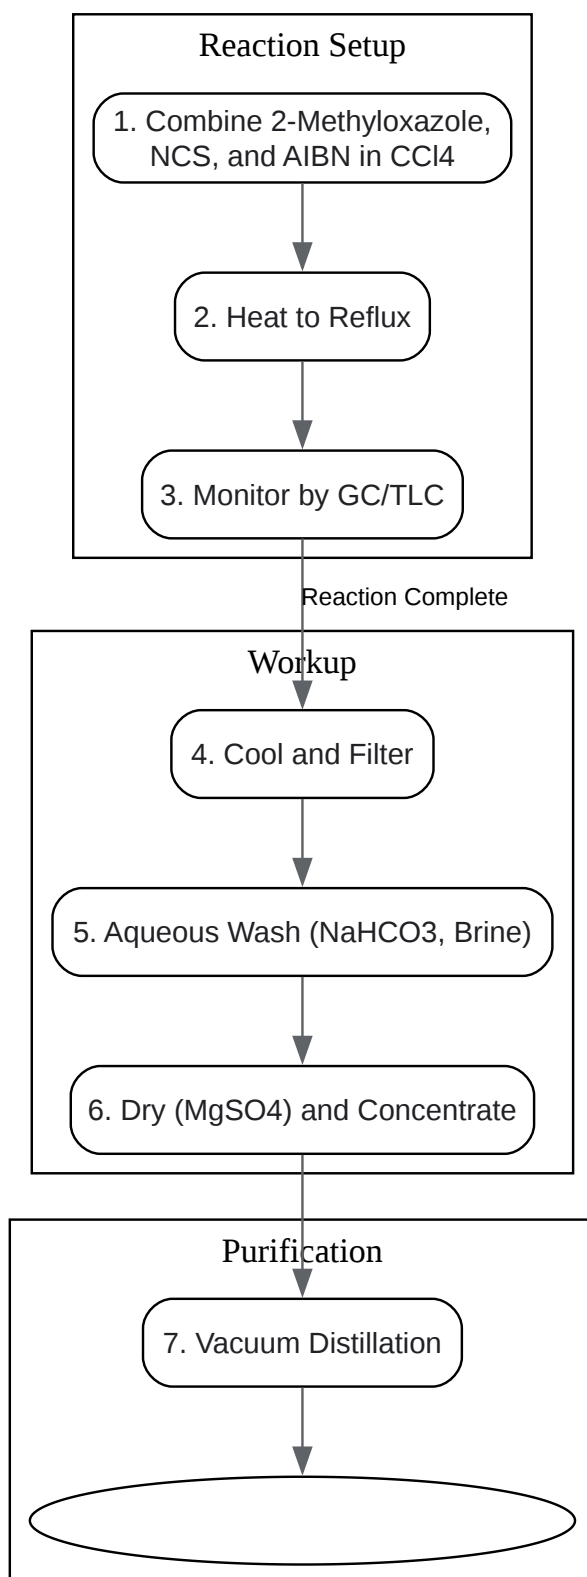 Reaction Setup
1. Combine 2-Methyloxazole,
NCS, and AIBN in CCl4
2. Heat to Reflux
3. Monitor by GC/TLC
Reaction Complete
Workup
4. Cool and Filter
5. Aqueous Wash (NaHCO3, Brine)
6. Dry (MgSO4) and Concentrate
Purification
7. Vacuum Distillation